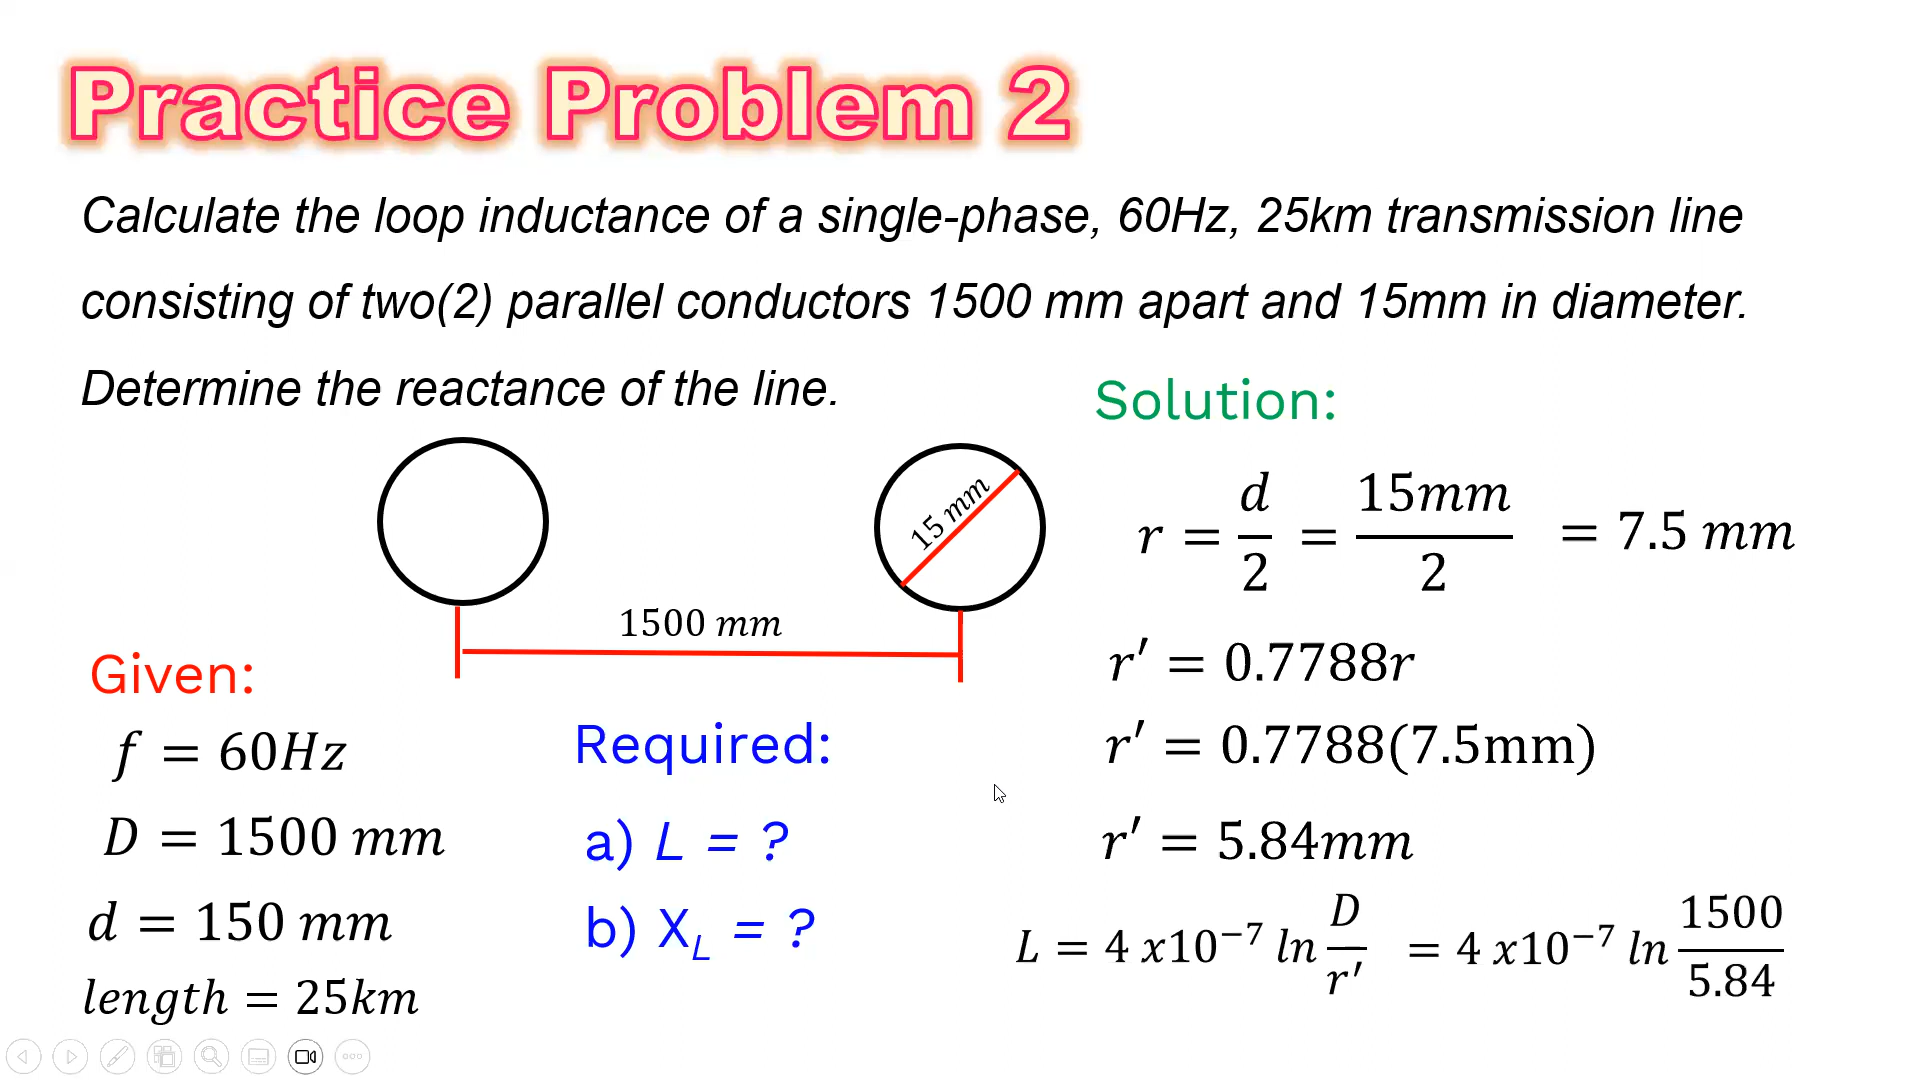 Practice Problem 2
Calculate the loop inductance of a single-phase, 60Hz, 25km transmission line
consisting of two(2) parallel conductors 1500 mm apart and 15mm in diameter.
Determine the reactance of the line.
15 mm
1500 mm
Given:
f = 60Hz
D = 1500 mm
d = 150 mm
length = 25km
Required:
a) L = ?
b) X_L = ?
Solution:
r = d/2 = 15mm/2 = 7.5 mm
r′ = 0.7788r
r′ = 0.7788(7.5mm)
r′ = 5.84mm
L = 4 x10⁻⁷ ln D/r′ = 4 x10⁻⁷ ln 1500/5.84